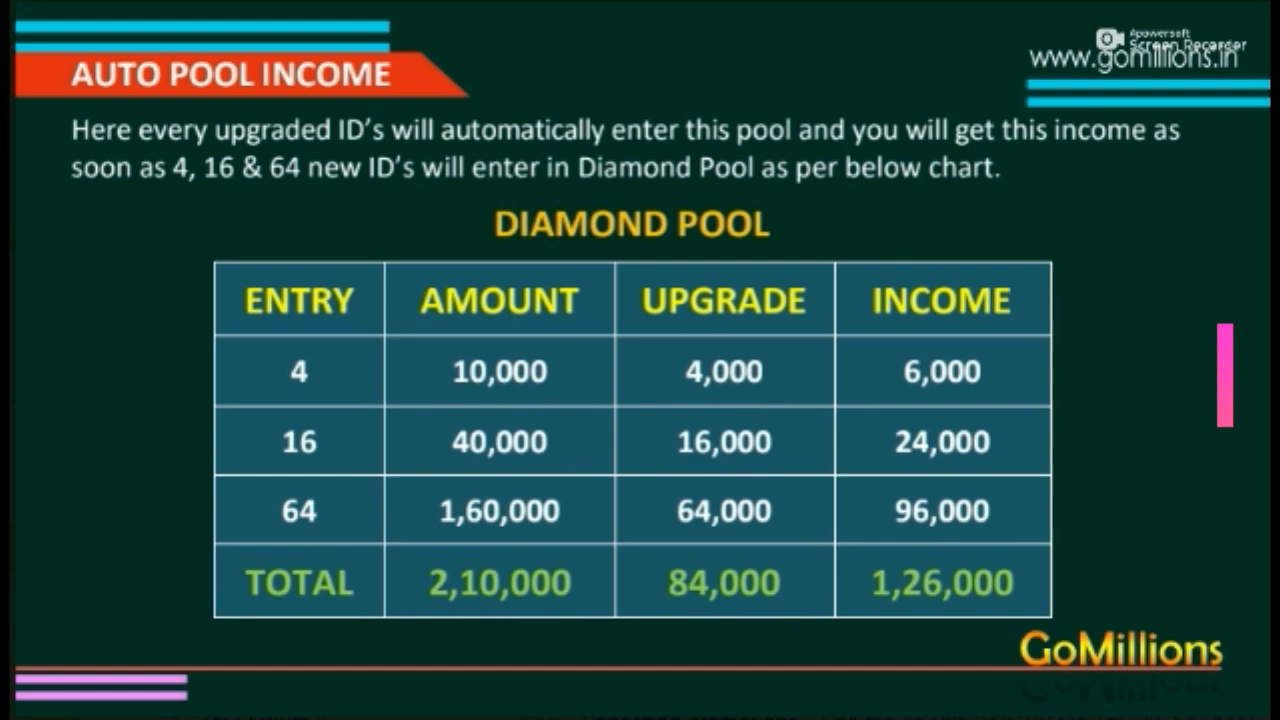 Apowersoft
Screen Recorder
www.gomillions.in
AUTO POOL INCOME
Here every upgraded ID's will automatically enter this pool and you will get this income as
soon as 4, 16 & 64 new ID's will enter in Diamond Pool as per below chart.
DIAMOND POOL
ENTRY AMOUNT UPGRADE INCOME
4 10,000 4,000 6,000
16 40,000 16,000 24,000
64 1,60,000 64,000 96,000
TOTAL 2,10,000 84,000 1,26,000
GoMillions